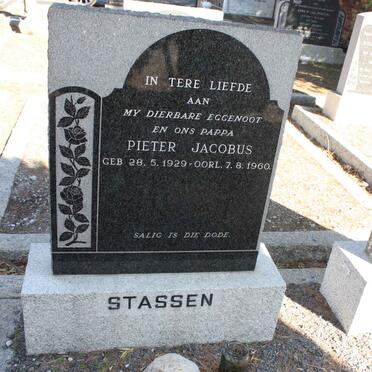 IN TERE LIEFDE
AAN
MY DIERBARE EGGENOOT
EN ONS PAPPA
PIETER JACOBUS
GEB 28.5.1929-OORL.7.8.1960.
SALIG IS DIE DODE.
STASSEN